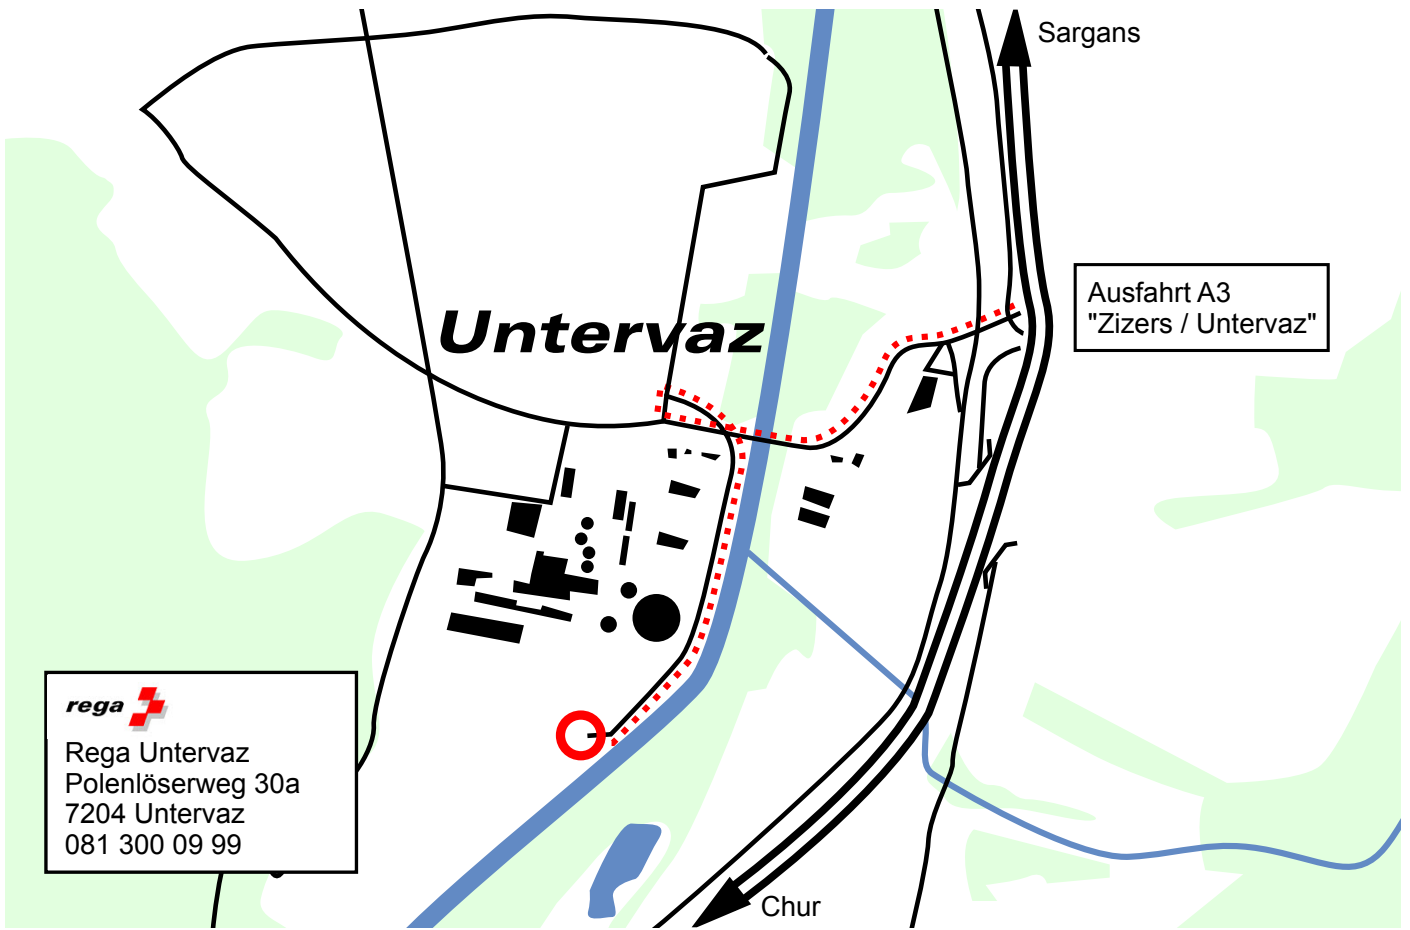 Sargans
Ausfahrt A3
"Zizers / Untervaz"
Untervaz
rega
Rega Untervaz
Polenlöserweg 30a
7204 Untervaz
081 300 09 99
Chur